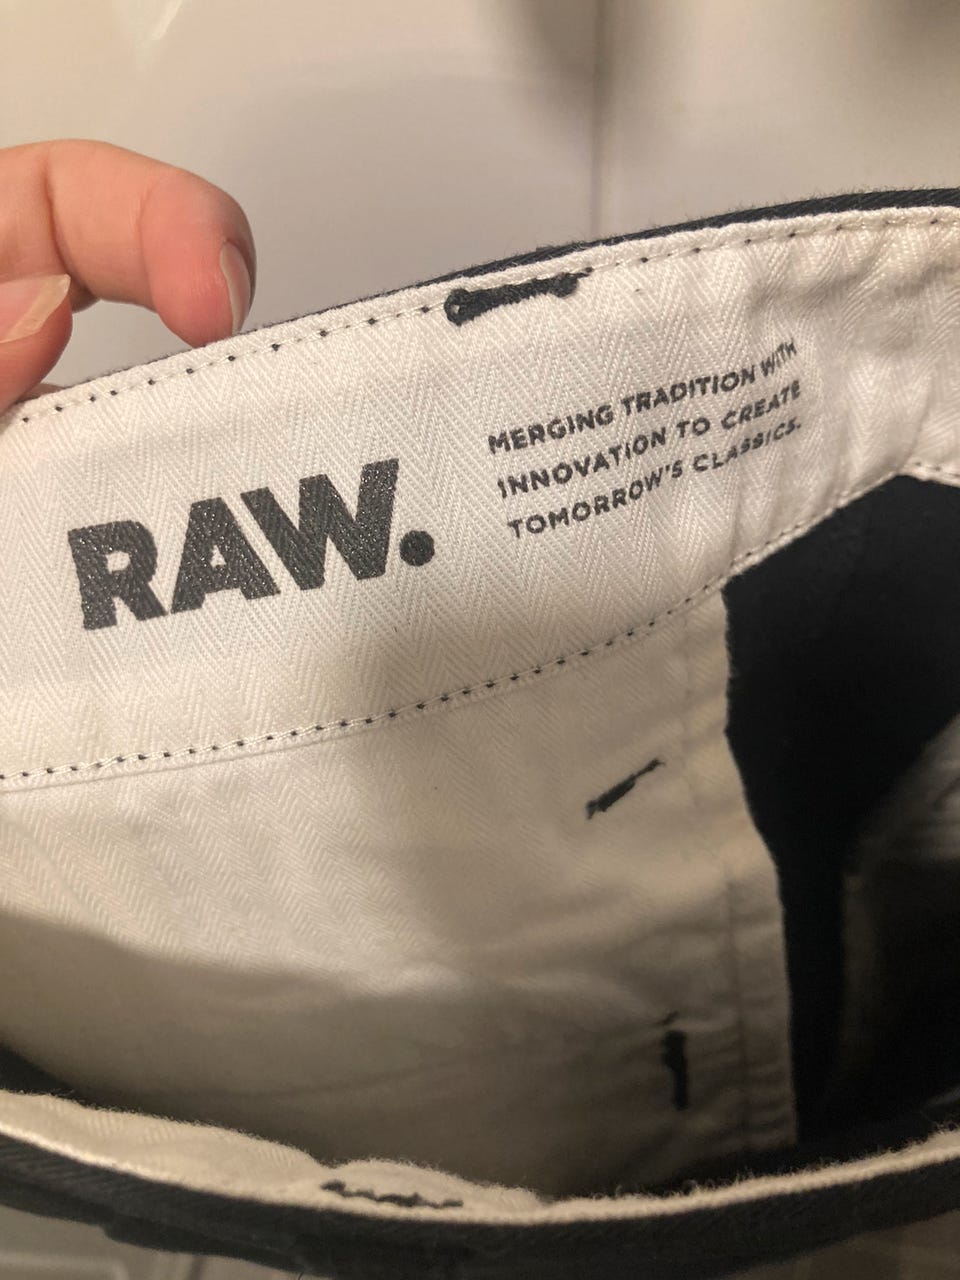 RAW.
MERGING TRADITION WITH
INNOVATION TO CREATE
TOMORROW'S CLASSICS.